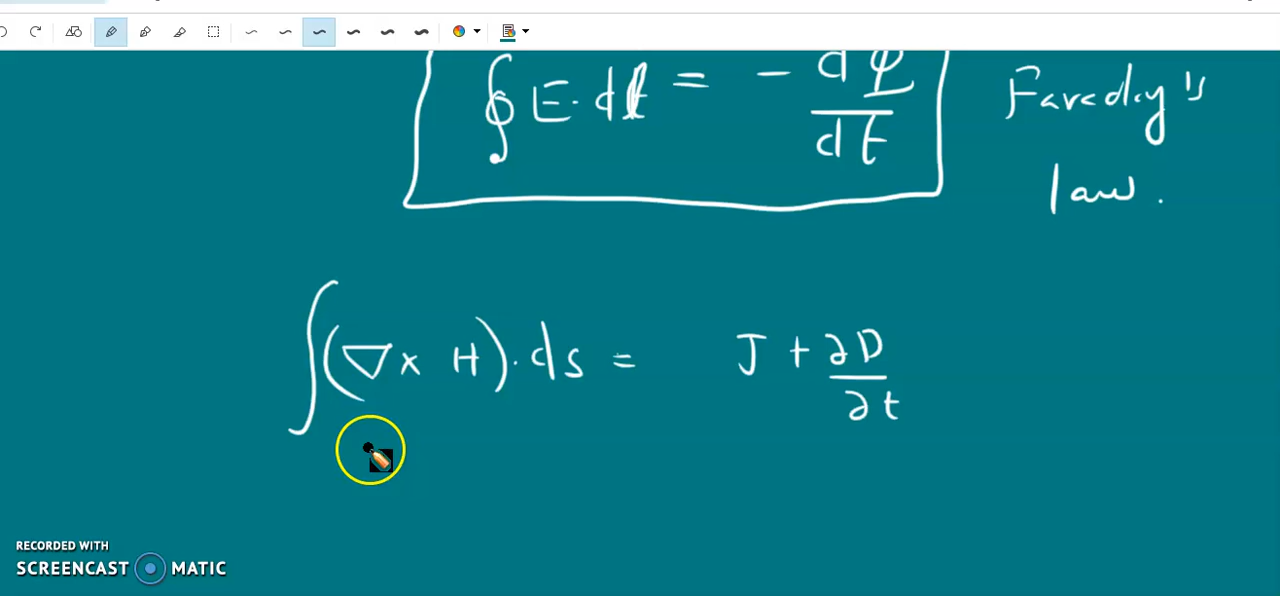 ∮ E · dl = - dφ/dt Faraday's
law.
∫(∇ x H) · ds = J + ∂D/∂t
RECORDED WITH
SCREENCAST MATIC